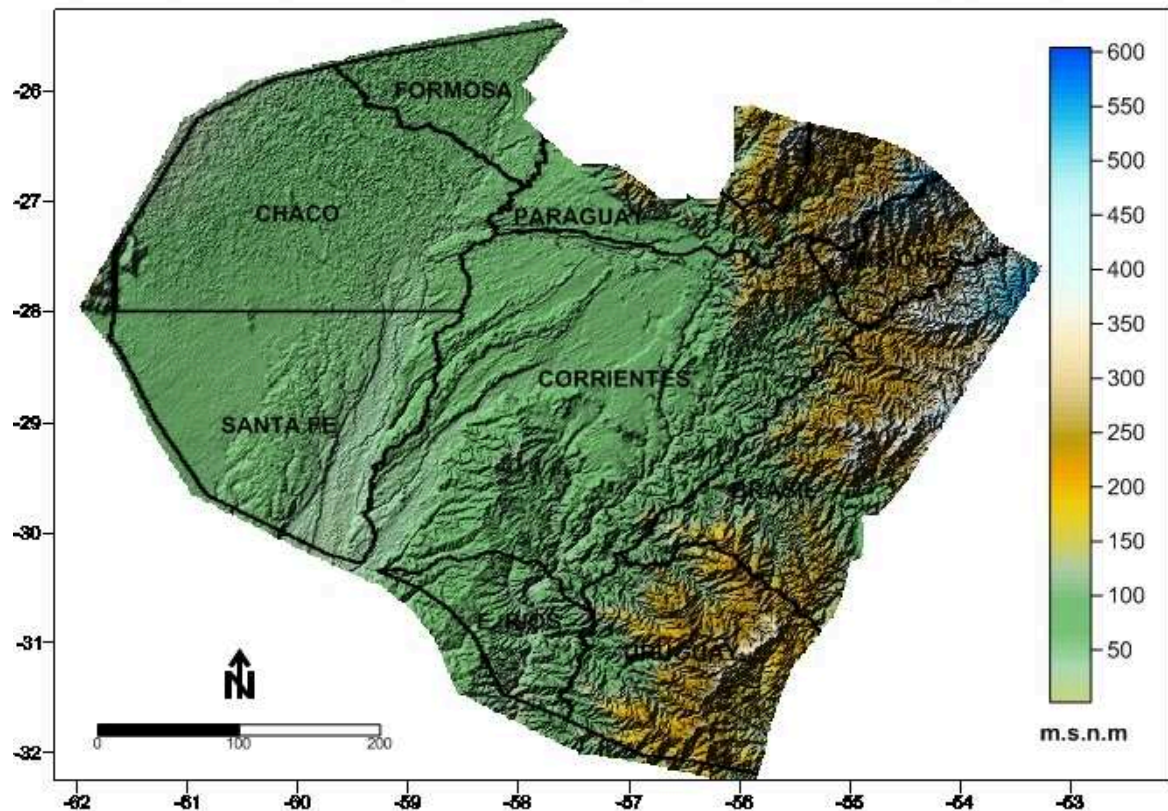 -26
-27
-28
-29
-30
-31
-32
FORMOSA
CHACO
PARAGUAY
MISIONES
CORRIENTES
SANTA FE
BRASIL
E. RIOS
URUGUAY
N
0 100 200
600
550
500
450
400
350
300
250
200
150
100
50
m.s.n.m
-62 -61 -60 -59 -58 -57 -56 -55 -54 -53